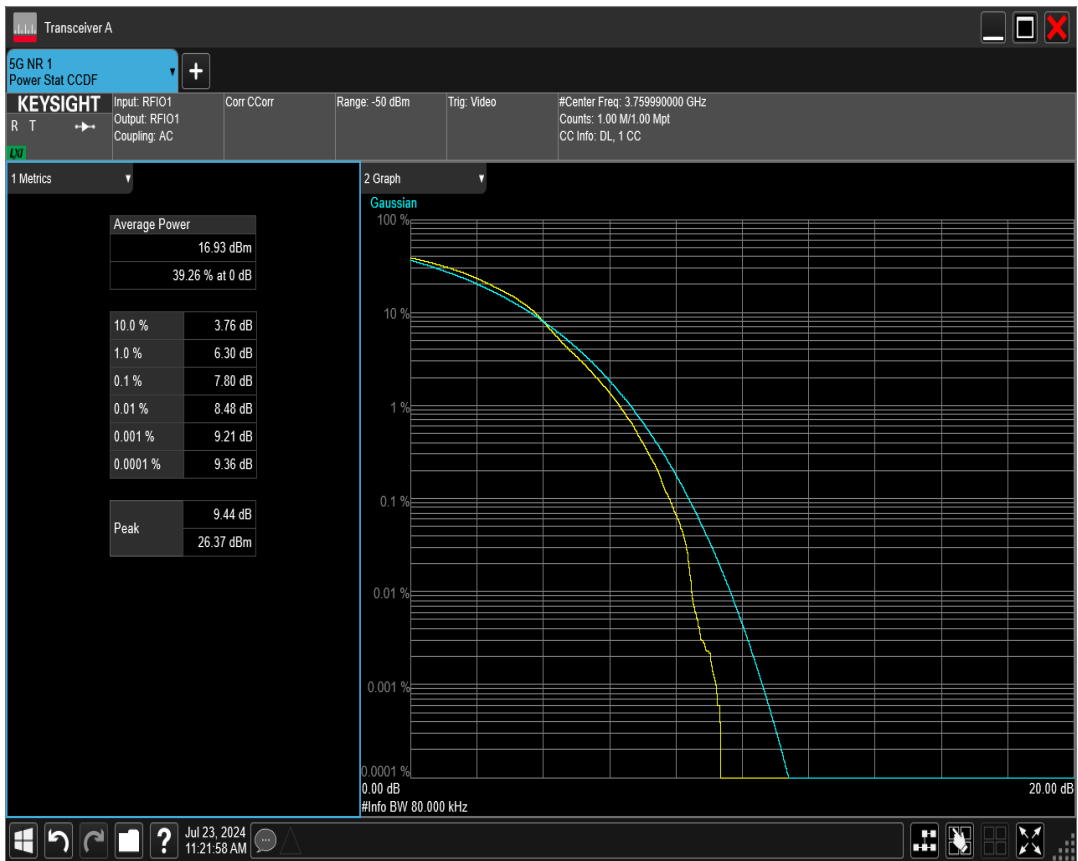 Transceiver A
5G NR 1
Power Stat CCDF
KEYSIGHT
R T
LXI
Input: RFIO1
Output: RFIO1
Coupling: AC
Corr CCorr
Range: -50 dBm
Trig: Video
#Center Freq: 3.759990000 GHz
Counts: 1.00 M/1.00 Mpt
CC Info: DL, 1 CC
1 Metrics
Average Power
16.93 dBm
39.26 % at 0 dB
10.0 % 3.76 dB
1.0 % 6.30 dB
0.1 % 7.80 dB
0.01 % 8.48 dB
0.001 % 9.21 dB
0.0001 % 9.36 dB
Peak
9.44 dB
26.37 dBm
2 Graph
Gaussian
100 %
10 %
1 %
0.1 %
0.01 %
0.001 %
0.0001 %
0.00 dB
20.00 dB
#Info BW 80.000 kHz
?
Jul 23, 2024
11:21:58 AM